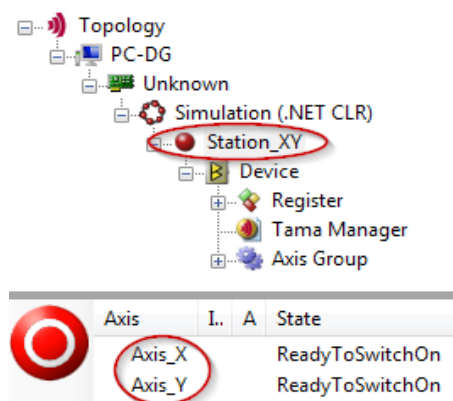 Topology
PC-DG
Unknown
Simulation (.NET CLR)
Station_XY
Device
Register
Tama Manager
Axis Group
Axis I.. A State
Axis_X ReadyToSwitchOn
Axis_Y ReadyToSwitchOn